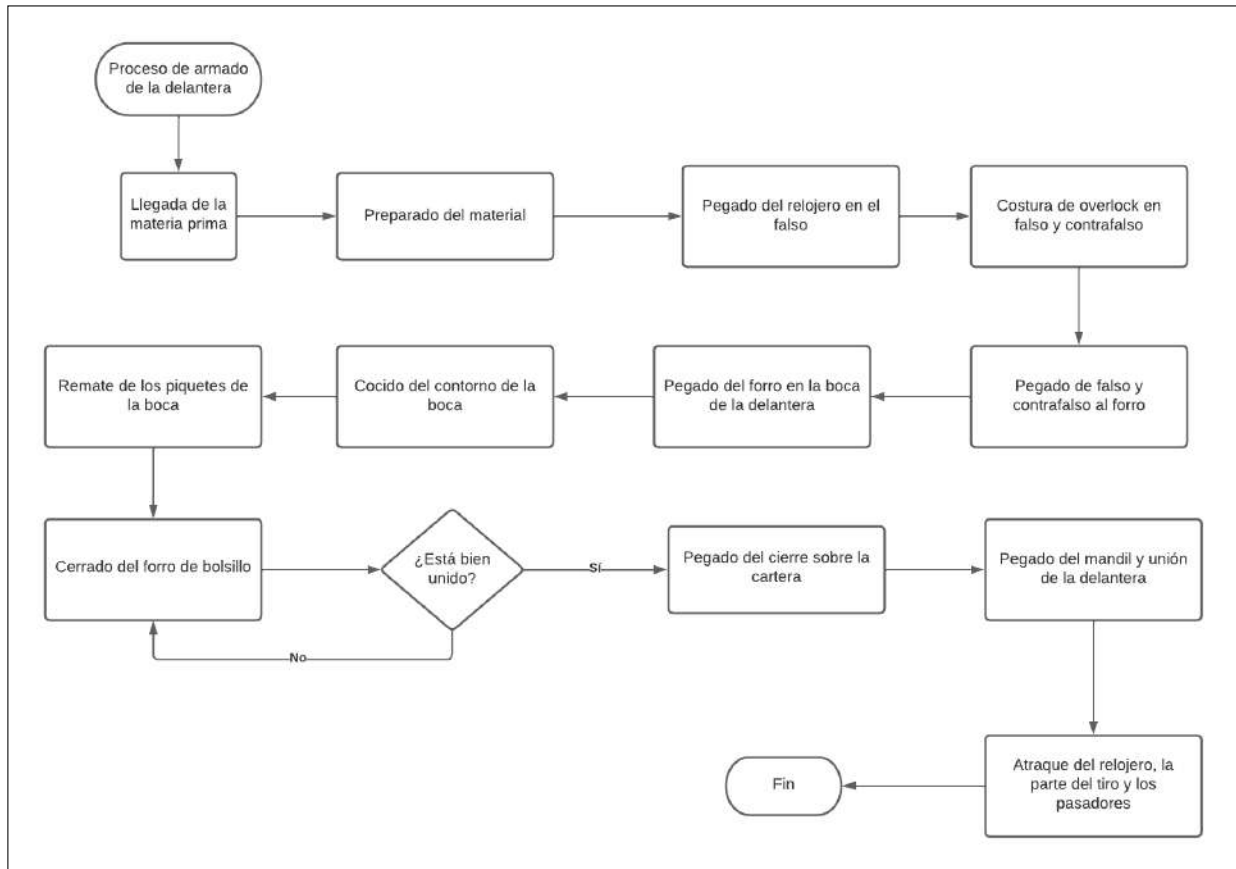 Proceso de armado
de la delantera
Llegada de la
materia prima
Preparado del material
Pegado del relojero en el
falso
Costura de overlock en
falso y contrafalso
Pegado de falso y
contrafalso al forro
Pegado del forro en la boca
de la delantera
Cocido del contorno de la
boca
Remate de los piquetes de
la boca
Cerrado del forro de bolsillo
¿Está bien
unido?
Sí
No
Pegado del cierre sobre la
cartera
Pegado del mandil y unión
de la delantera
Atraque del relojero, la
parte del tiro y los
pasadores
Fin